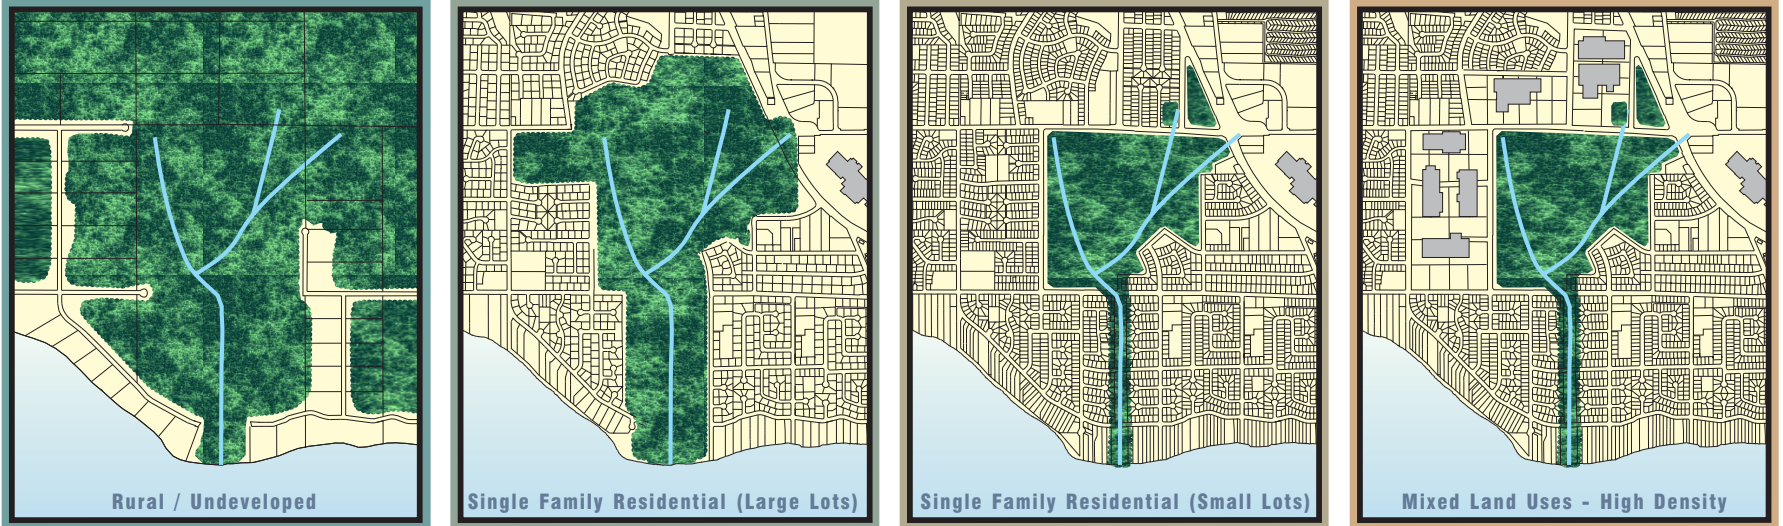 Rural / Undeveloped
Single Family Residential (Large Lots)
Single Family Residential (Small Lots)
Mixed Land Uses - High Density